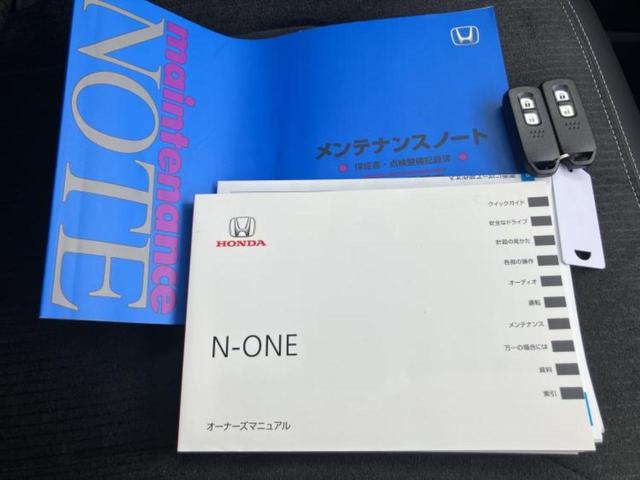 maintenance
NOTE
メンテナンスノート
保証書・点検整備記録簿
HONDA
N-ONE
オーナーズマニュアル
クイックガイド
安全なドライブ
計器の見かた
各部の操作
オーディオ
運転
メンテナンス
万一の場合には
資料
索引